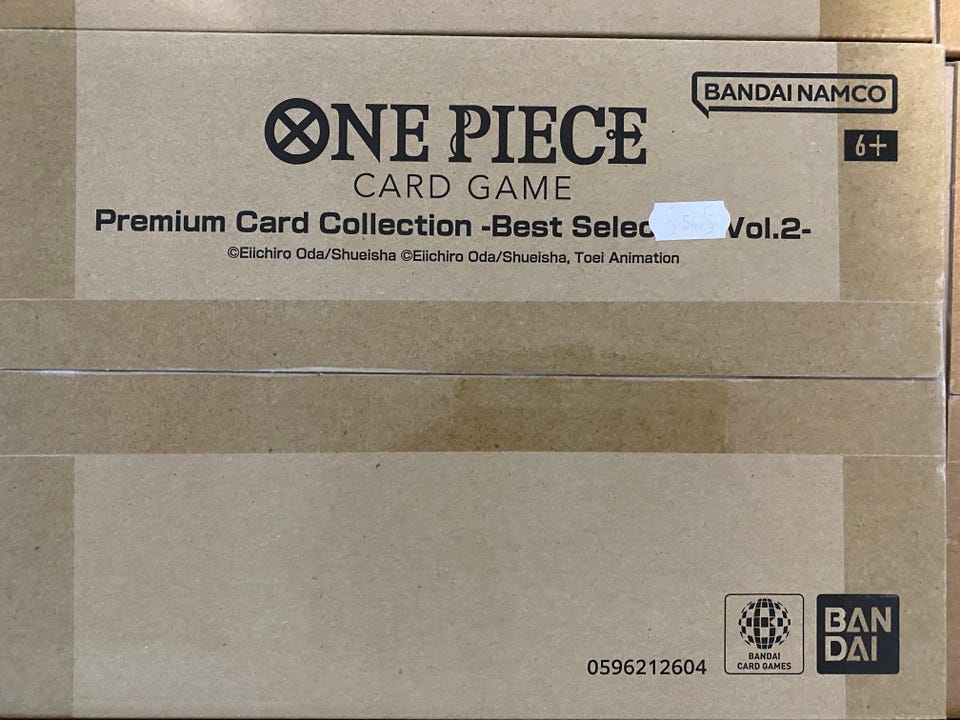 BANDAI NAMCO
ONE PIECE
6+
CARD GAME
Premium Card Collection -Best Selec Vol.2-
©Eiichiro Oda/Shueisha ©Eiichiro Oda/Shueisha, Toei Animation
0596212604
BANDAI
CARD GAMES
BAN
DAI